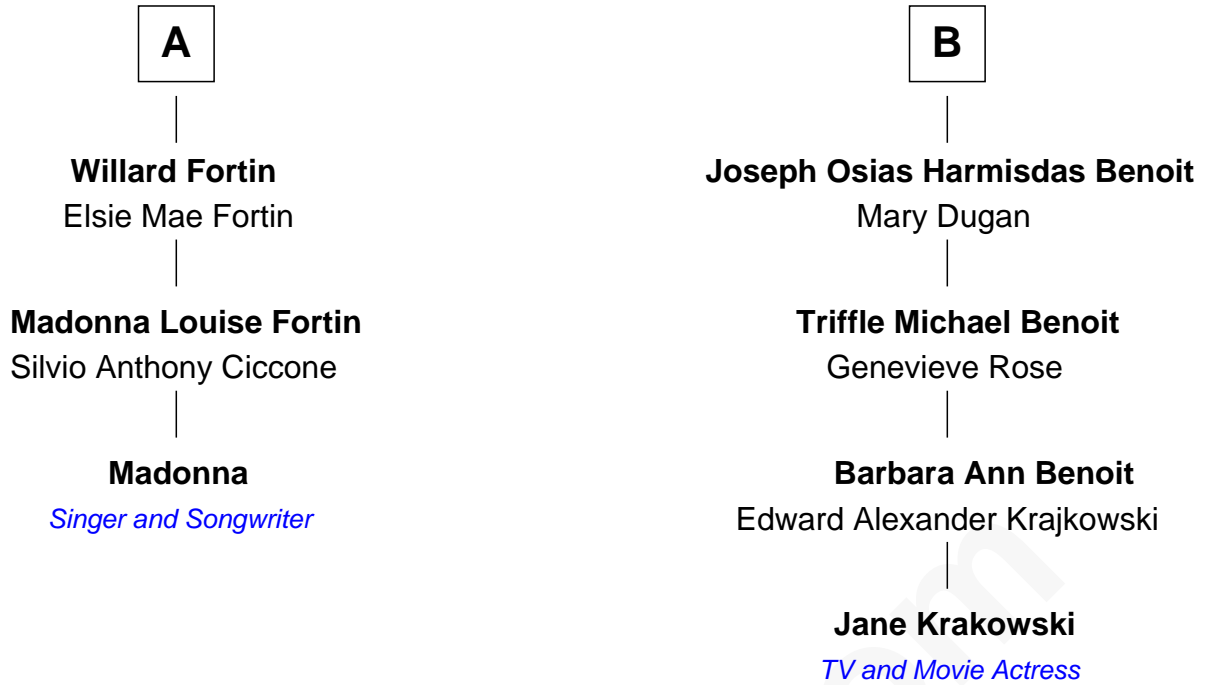 A
Willard Fortin
Elsie Mae Fortin
Madonna Louise Fortin
Silvio Anthony Ciccone
Madonna
Singer and Songwriter
B
Joseph Osias Harmisdas Benoit
Mary Dugan
Triffle Michael Benoit
Genevieve Rose
Barbara Ann Benoit
Edward Alexander Krajkowski
Jane Krakowski
TV and Movie Actress